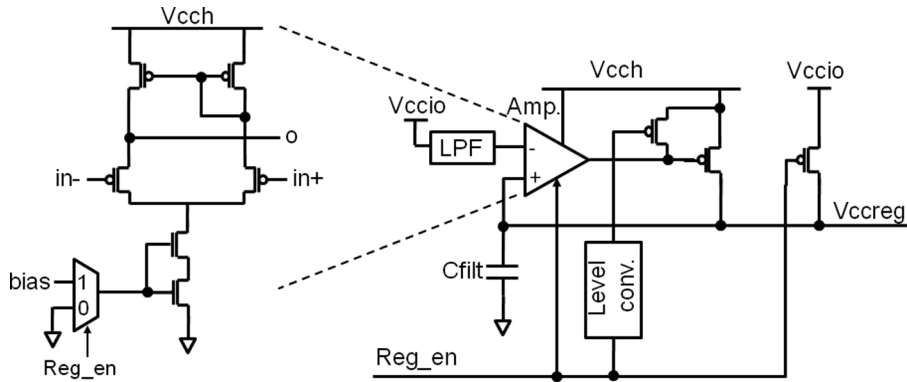 Vcch
o
in-
in+
bias
1
0
Reg_en
Vcch
Vccio
Amp.
Vccio
LPF
-
+
Vccreg
Cfilt
Level
conv.
Reg_en